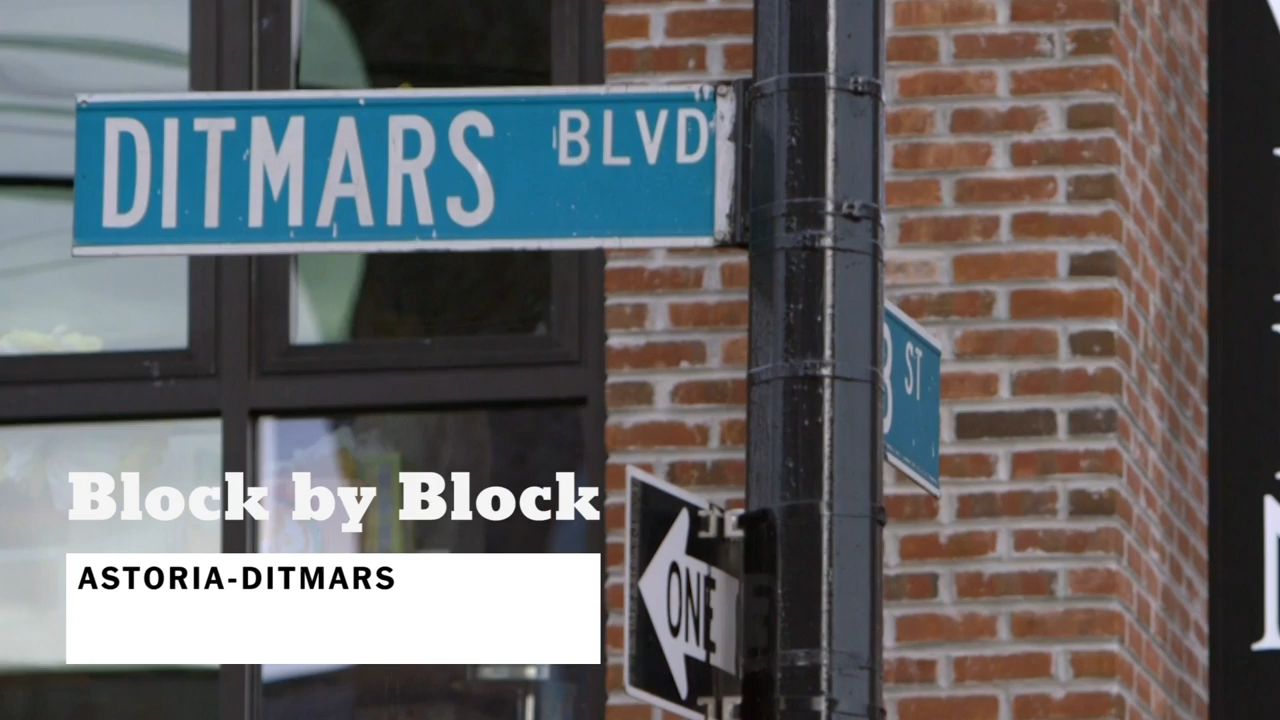 DITMARS BLVD
ST
Block by Block
ASTORIA-DITMARS
ONE